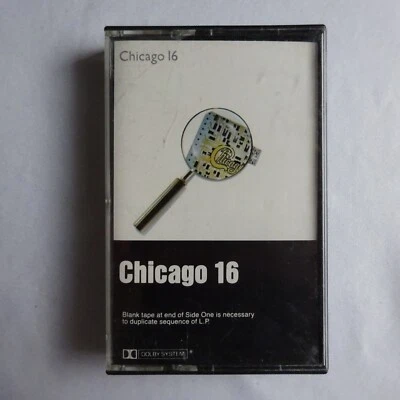 Chicago 16
Chicago
Chicago 16
Blank tape at end of Side One is necessary
to duplicate sequence of L.P.
DOLBY SYSTEM